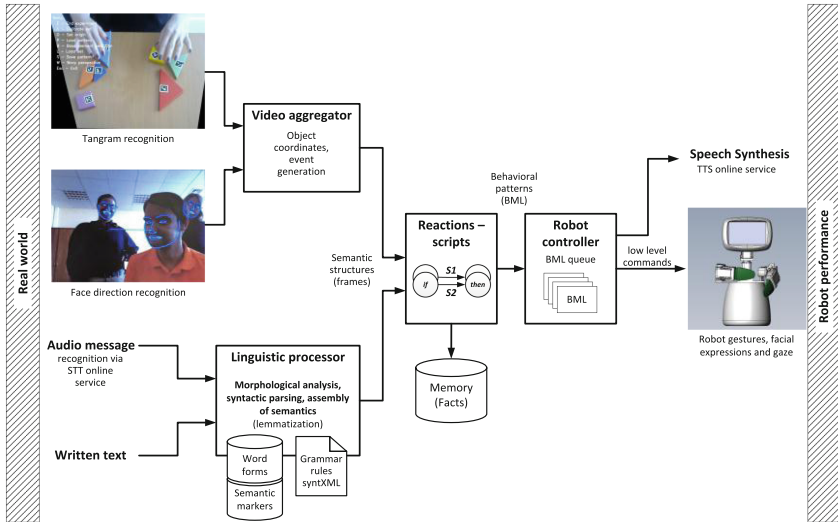 Real world
Tangram recognition
Face direction recognition
Audio message
recognition via
STT online
service
Written text
Video aggregator
Object
coordinates,
event
generation
Linguistic processor
Morphological analysis,
syntactic parsing, assembly
of semantics
(lemmatization)
Word
forms
Semantic
markers
Grammar
rules
syntXML
Semantic
structures
(frames)
Reactions –
scripts
S1
if
then
S2
Memory
(Facts)
Behavioral
patterns
(BML)
Robot
controller
BML queue
BML
low level
commands
Speech Synthesis
TTS online service
Robot gestures, facial
expressions and gaze
Robot performance